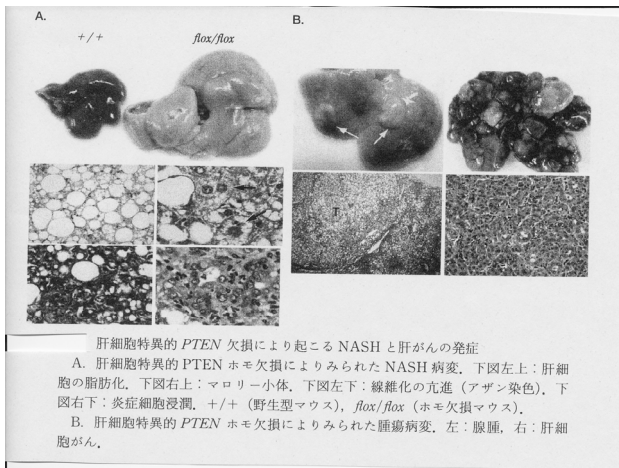 A.
B.
+/+
flox/flox
T
肝細胞特異的 PTEN 欠損により起こる NASH と肝がんの発症
A. 肝細胞特異的 PTEN ホモ欠損によりみられた NASH 病変．下図左上：肝細
胞の脂肪化．下図右上：マロリー小体．下図左下：線維化の亢進（アザン染色）．下
図右下：炎症細胞浸潤．+/+（野生型マウス），flox/flox（ホモ欠損マウス）．
B. 肝細胞特異的 PTEN ホモ欠損によりみられた腫瘍病変．左：腺腫，右：肝細
胞がん．